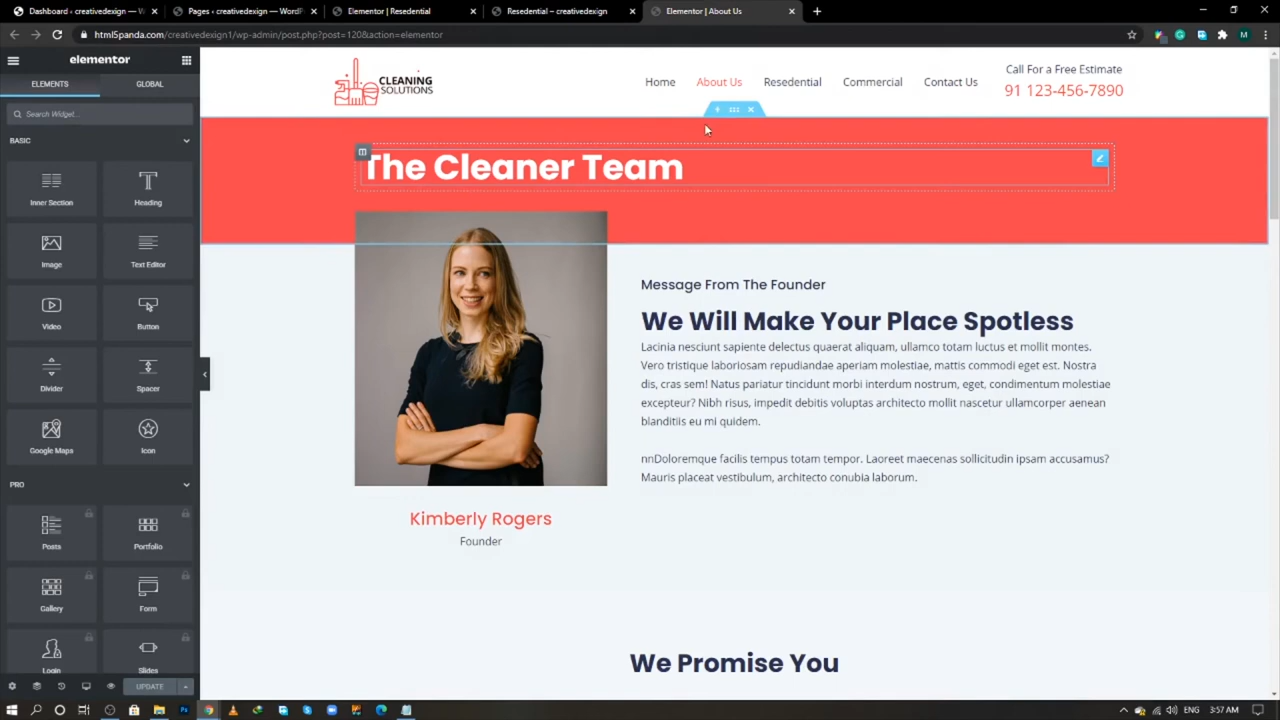 Dashboard ‹ creativedesign — W
Pages ‹ creativedesign — WordPr
Elementor | Resedential
Resedential – creativedesign
Elementor | About Us
html5panda.com/creativedesign1/wp-admin/post.php?post=120&action=elementor
M
elementor
ELEMENTS
GLOBAL
Search Widget...
BASIC
Inner Section
Heading
Image
Text Editor
Video
Button
Divider
Spacer
Google Maps
Icon
PRO
Posts
Portfolio
Gallery
Form
Login
Slides
UPDATE
CLEANING
SOLUTIONS
Home
About Us
Resedential
Commercial
Contact Us
Call For a Free Estimate
91 123-456-7890
The Cleaner Team
Message From The Founder
We Will Make Your Place Spotless
Lacinia nesciunt sapiente delectus quaerat aliquam, ullamco totam luctus et mollit montes.
Vero tristique laboriosam repudiandae aperiam molestiae, mattis commodi eget est. Nostra
dis, cras sem! Natus pariatur tincidunt morbi interdum nostrum, eget, condimentum molestiae
excepteur? Nibh risus, impedit debitis voluptas architecto mollit nascetur ullamcorper aenean
blanditiis eu mi quidem.
nnDoloremque facilis tempus totam tempor. Laoreet maecenas sollicitudin ipsam accusamus?
Mauris placeat vestibulum, architecto conubia laborum.
Kimberly Rogers
Founder
We Promise You
ENG
3:57 AM